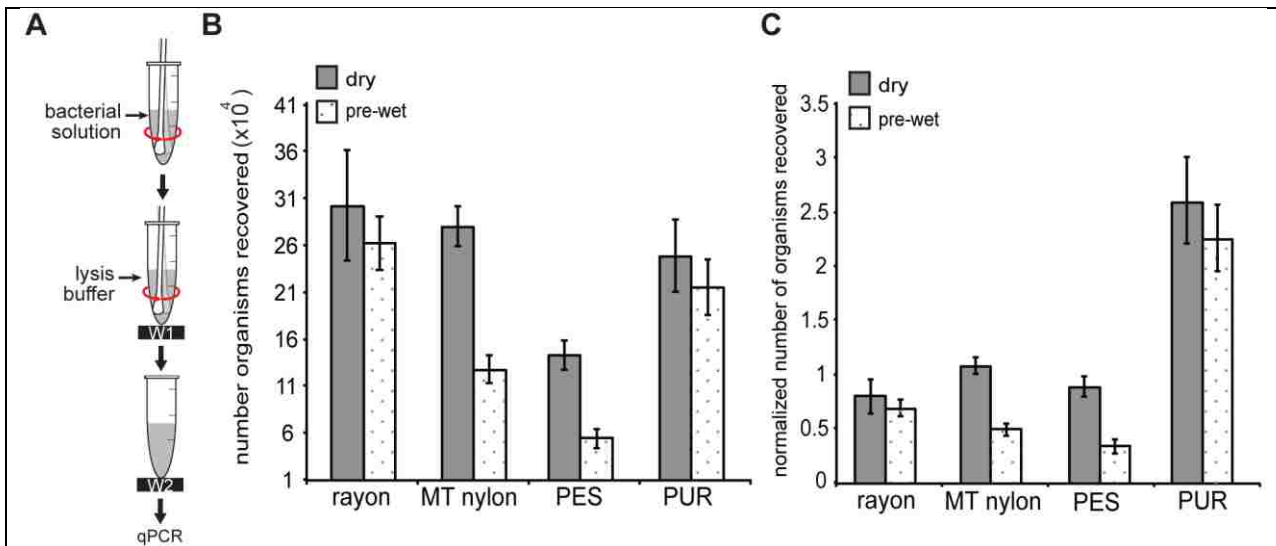 A
bacterial
solution
lysis
buffer
W1
W2
qPCR
B
dry
pre-wet
number organisms recovered (x10⁴)
41
36
31
26
21
16
11
6
1
rayon
MT nylon
PES
PUR
C
dry
pre-wet
normalized number of organisms recovered
3.5
3
2.5
2
1.5
1
0.5
0
rayon
MT nylon
PES
PUR